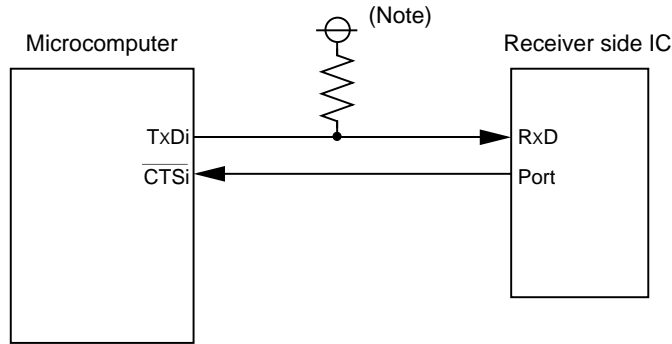 (Note)
Microcomputer
Receiver side IC
TxDi
RxD
CTSi
Port